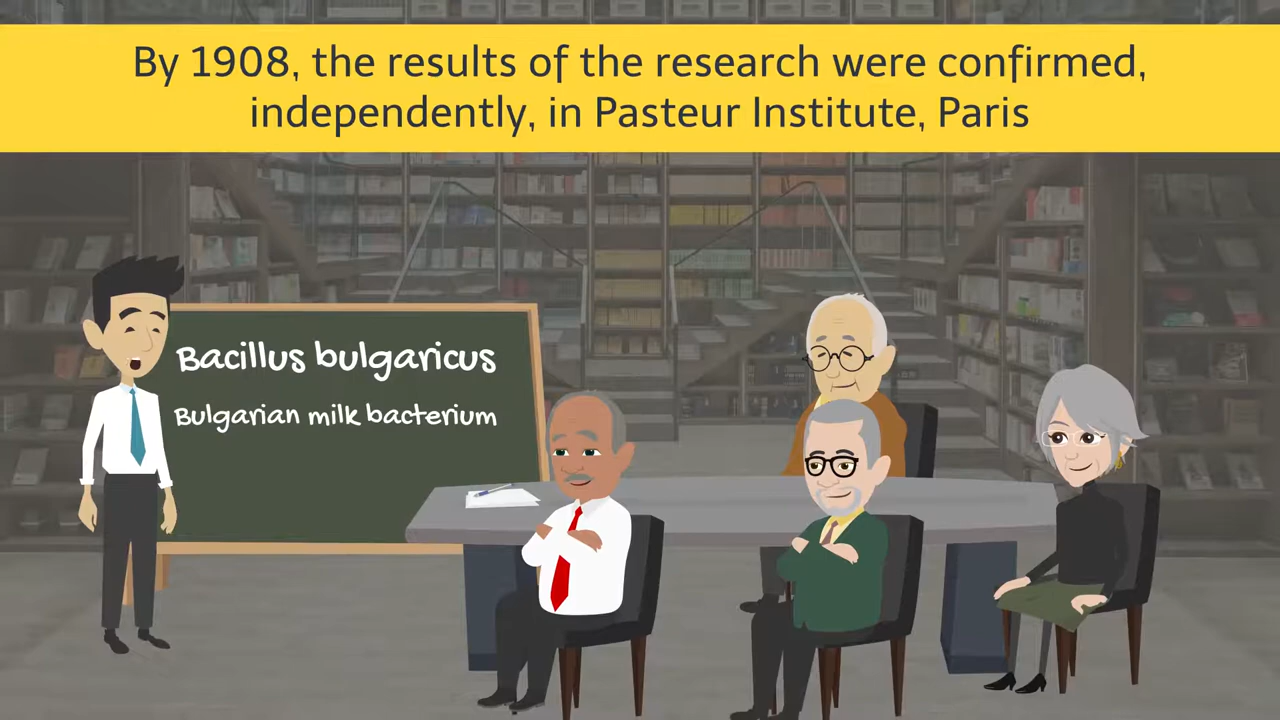 By 1908, the results of the research were confirmed,
independently, in Pasteur Institute, Paris
Bacillus bulgaricus
Bulgarian milk bacterium